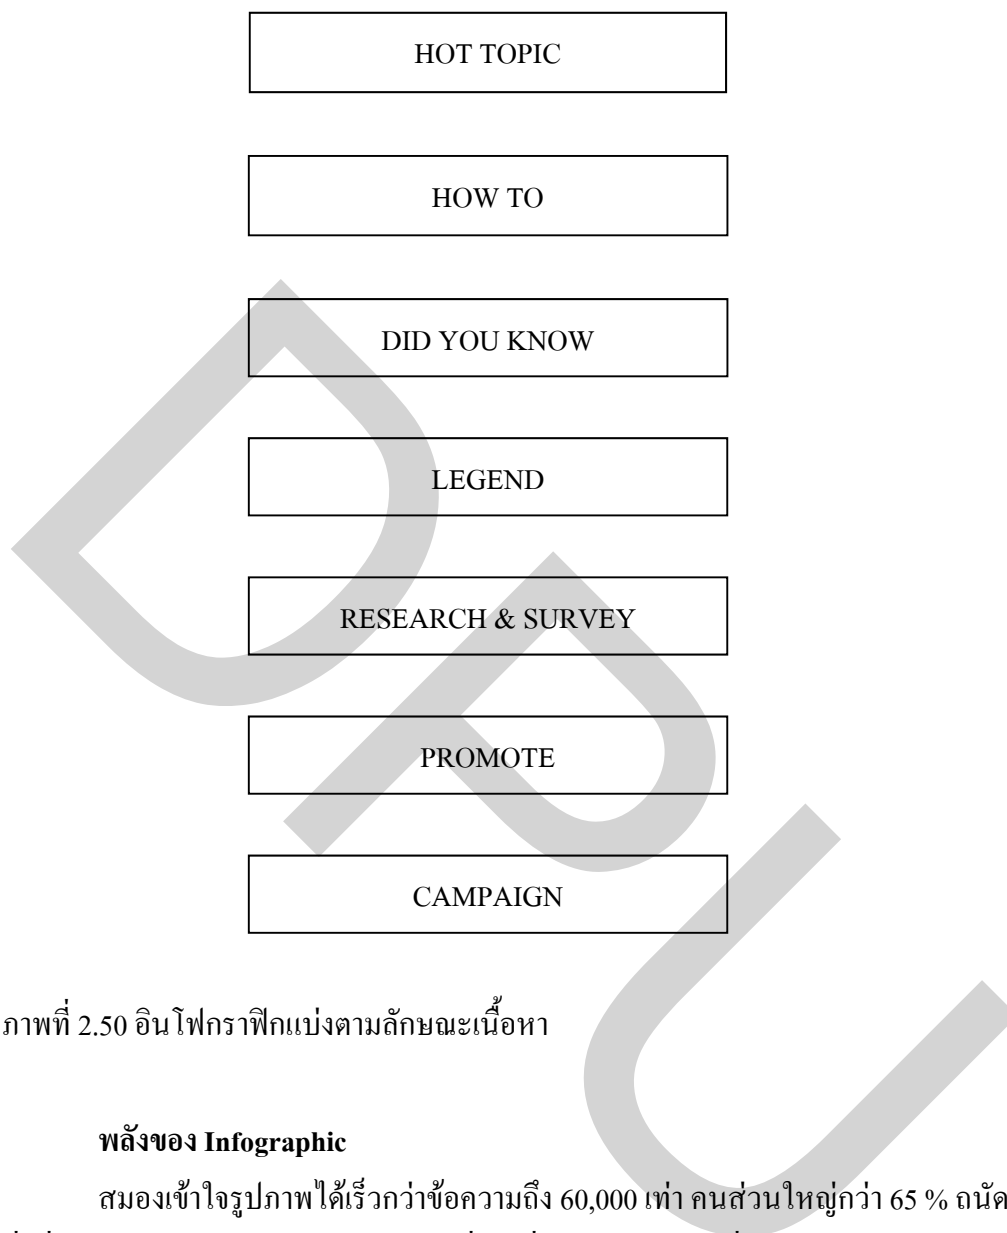 HOT TOPIC
HOW TO
DID YOU KNOW
LEGEND
RESEARCH & SURVEY
PROMOTE
CAMPAIGN
DPU
ภาพที่ 2.50 อินโฟกราฟิกแบ่งตามลักษณะเนื้อหา
พลังของ Infographic
สมองเข้าใจรูปภาพได้เร็วกว่าข้อความถึง 60,000 เท่า คนส่วนใหญ่กว่า 65 % ถนัด